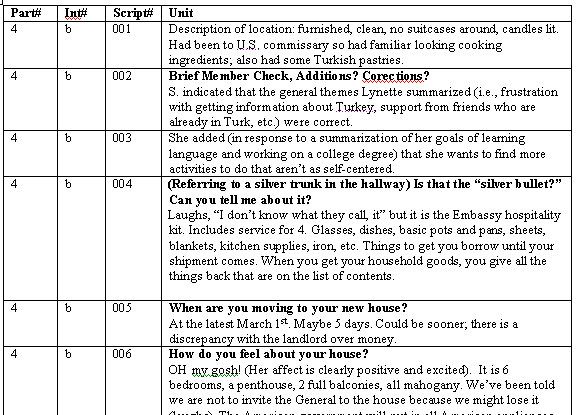 Part# Int# Script# Unit
4 b 001 Description of location: furnished, clean, no suitcases around, candles lit.
Had been to U.S. commissary so had familiar looking cooking
ingredients; also had some Turkish pastries.
4 b 002 Brief Member Check, Additions? Corections?
S. indicated that the general themes Lynette summarized (i.e., frustration
with getting information about Turkey, support from friends who are
already in Turk, etc.) were correct.
4 b 003 She added (in response to a summarization of her goals of learning
language and working on a college degree) that she wants to find more
activities to do that aren't as self-centered.
4 b 004 (Referring to a silver trunk in the hallway) Is that the “silver bullet?”
Can you tell me about it?
Laughs, “I don't know what they call, it” but it is the Embassy hospitality
kit. Includes service for 4. Glasses, dishes, basic pots and pans, sheets,
blankets, kitchen supplies, iron, etc. Things to get you borrow until your
shipment comes. When you get your household goods, you give all the
things back that are on the list of contents.
4 b 005 When are you moving to your new house?
At the latest March 1st. Maybe 5 days. Could be sooner; there is a
discrepancy with the landlord over money.
4 b 006 How do you feel about your house?
OH my gosh! (Her affect is clearly positive and excited). It is 6
bedrooms, a penthouse, 2 full balconies, all mahogany. We've been told
we are not to invite the General to the house because we might lose it
(laughs). The American government will put in all American appliances